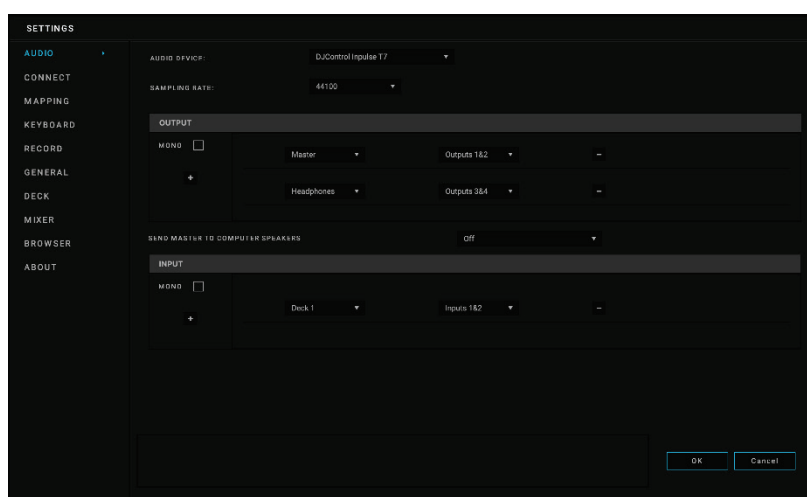 SETTINGS
AUDIO
CONNECT
MAPPING
KEYBOARD
RECORD
GENERAL
DECK
MIXER
BROWSER
ABOUT
AUDIO DEVICE: DJControl Inpulse T7
SAMPLING RATE: 44100
OUTPUT
MONO
+
Master Outputs 1&2 -
Headphones Outputs 3&4 -
SEND MASTER TO COMPUTER SPEAKERS Off
INPUT
MONO
+
Deck 1 Inputs 1&2 -
OK Cancel